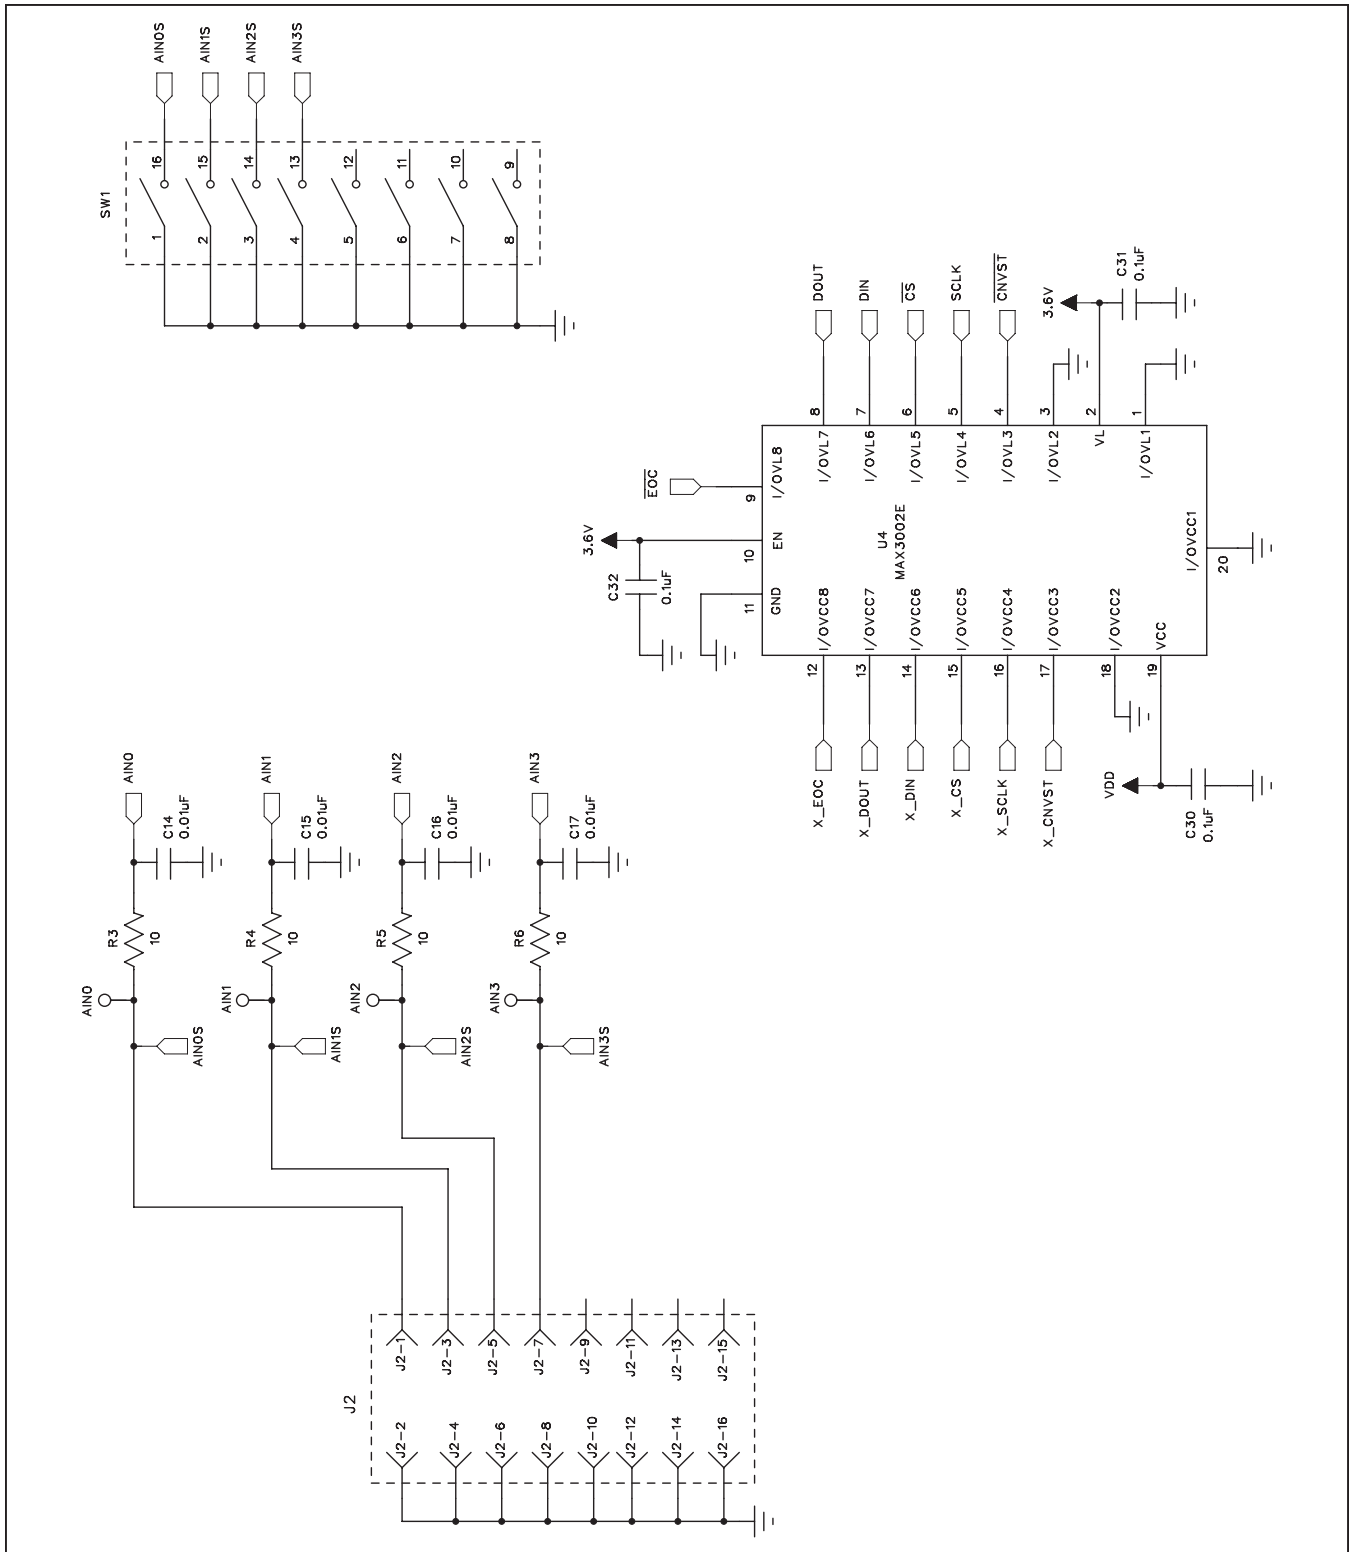 SW1
AIN0S
AIN1S
AIN2S
AIN3S
16
15
14
13
12
11
10
9
1
2
3
4
5
6
7
8
DOUT
DIN
CS
SCLK
CNVST
3.6V
C31
0.1uF
8
7
6
5
4
3
2
1
I/OVL7
I/OVL6
I/OVL5
I/OVL4
I/OVL3
I/OVL2
VL
I/OVL1
EOC
9
I/OVL8
3.6V
10
EN
C32
0.1uF
11
GND
U4
MAX3002E
I/OVCC1
20
I/OVCC8
I/OVCC7
I/OVCC6
I/OVCC5
I/OVCC4
I/OVCC3
I/OVCC2
VCC
12
13
14
15
16
17
18
19
X_EOC
X_DOUT
X_DIN
X_CS
X_SCLK
X_CNVST
VDD
C30
0.1uF
AIN0
C14
0.01uF
R3
10
AIN0
AIN0S
AIN1
C15
0.01uF
R4
10
AIN1
AIN1S
AIN2
C16
0.01uF
R5
10
AIN2
AIN2S
AIN3
C17
0.01uF
R6
10
AIN3
AIN3S
J2
J2-1
J2-3
J2-5
J2-7
J2-9
J2-11
J2-13
J2-15
J2-2
J2-4
J2-6
J2-8
J2-10
J2-12
J2-14
J2-16